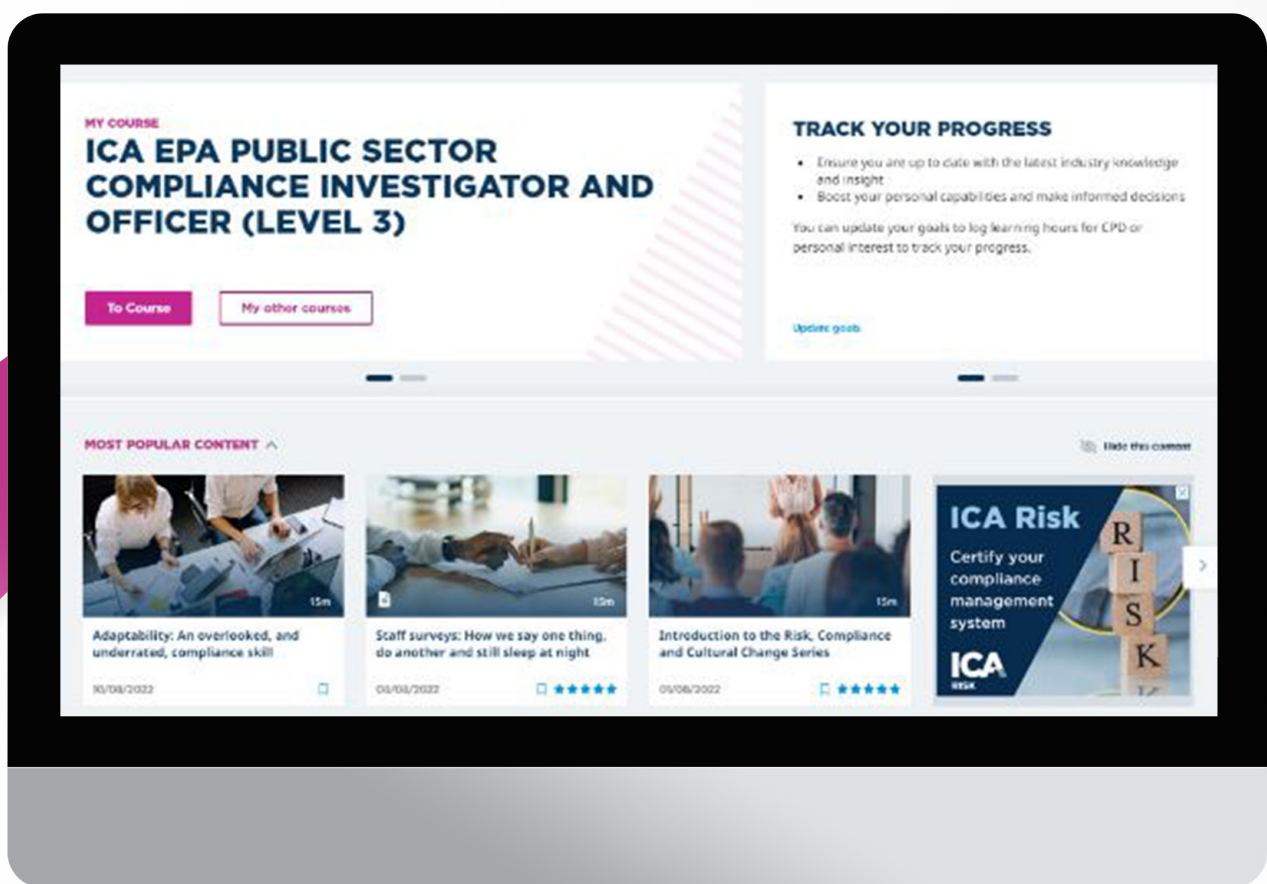 MY COURSE
ICA EPA PUBLIC SECTOR
COMPLIANCE INVESTIGATOR AND
OFFICER (LEVEL 3)
To Course
My other courses
TRACK YOUR PROGRESS
• Ensure you are up to date with the latest industry knowledge
and insight
• Boost your personal capabilities and make informed decisions
You can update your goals to log learning hours for CPD or
personal interest to track your progress.
Update goals
MOST POPULAR CONTENT
Hide this content
15m
Adaptability: An overlooked, and
underrated, compliance skill
/08/2022
15m
Staff surveys: How we say one thing,
do another and still sleep at night
/2022
15m
Introduction to the Risk, Compliance
and Cultural Change Series
/08/2022
ICA Risk
Certify your
compliance
management
system
ICA
RISK
R
I
S
K